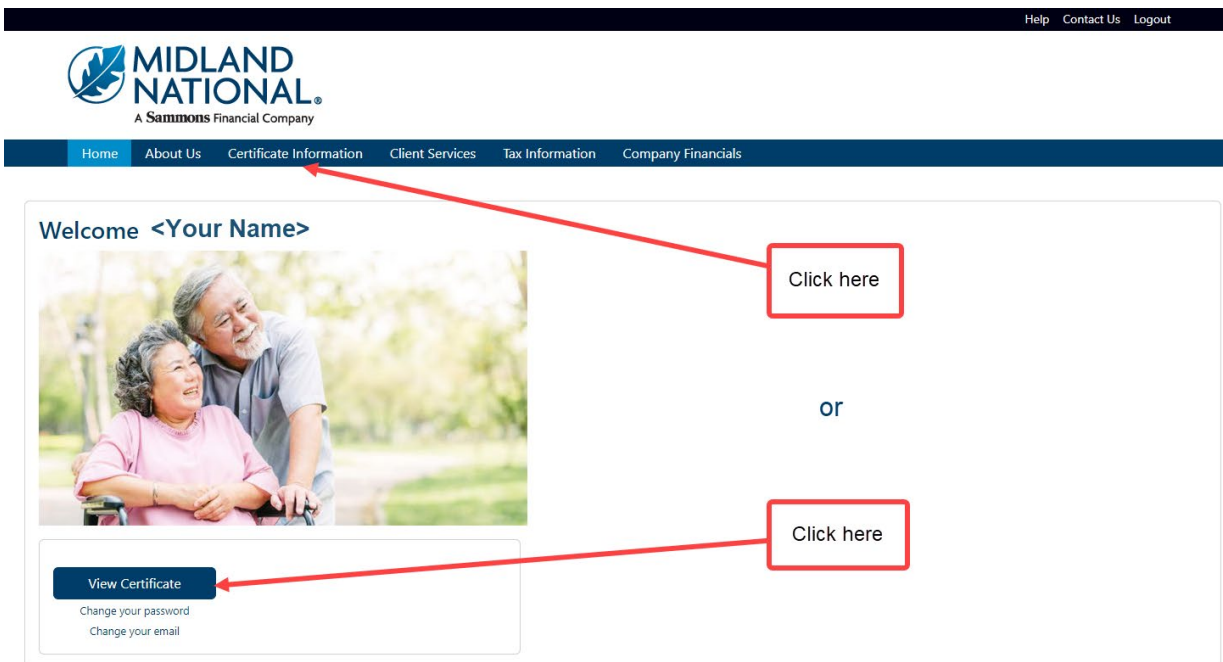 Help Contact Us Logout
MIDLAND
NATIONAL®
A Sammons Financial Company
Home About Us Certificate Information Client Services Tax Information Company Financials
Welcome <Your Name>
Click here
or
Click here
View Certificate
Change your password
Change your email